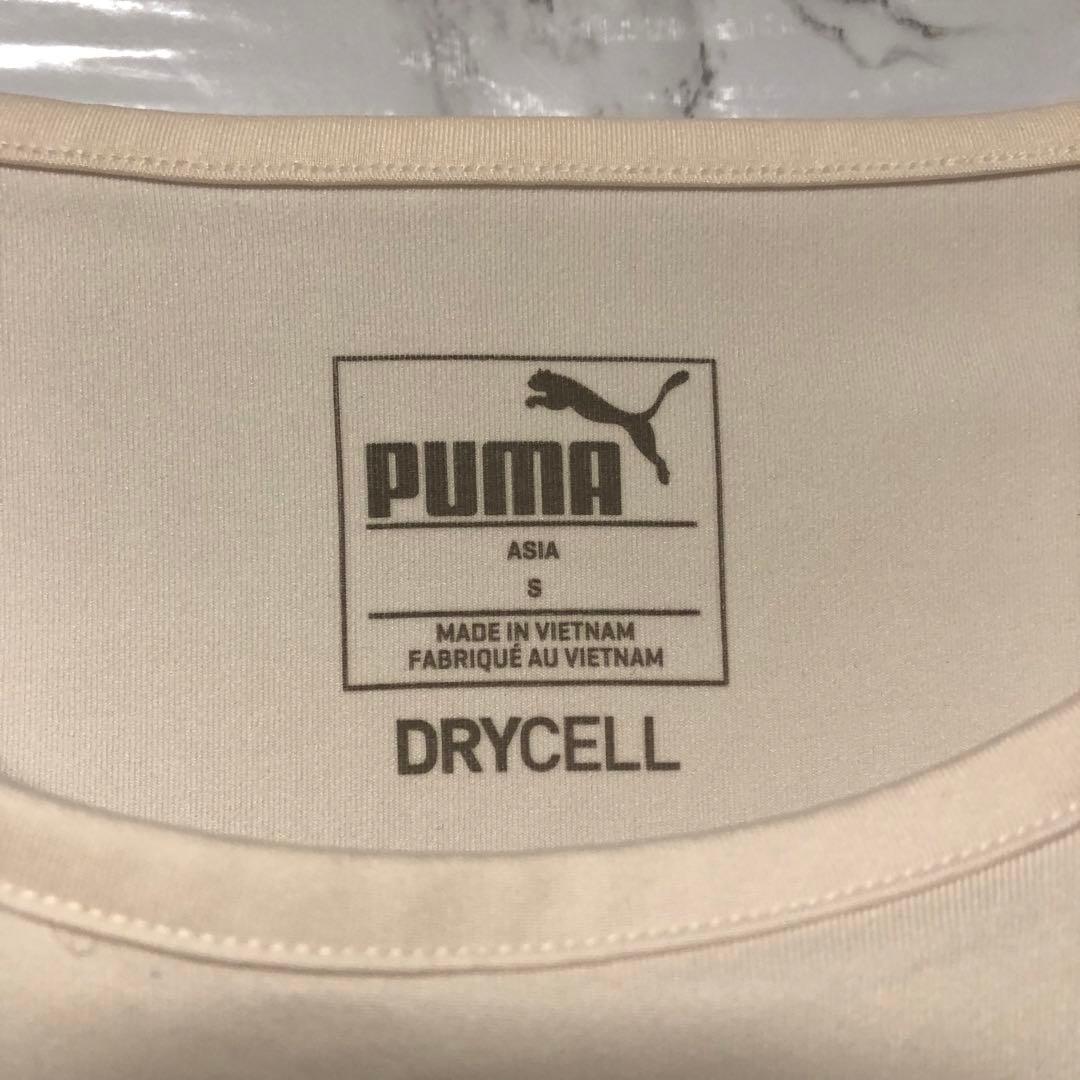 PUMA
ASIA
S
MADE IN VIETNAM
FABRIQUÉ AU VIETNAM
DRYCELL